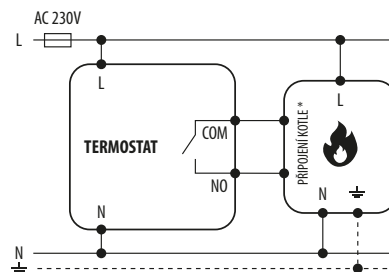 AC 230V
L
L
L
TERMOSTAT
COM
NO
PŘIPOJENÍ KOTLE *
N
N
N